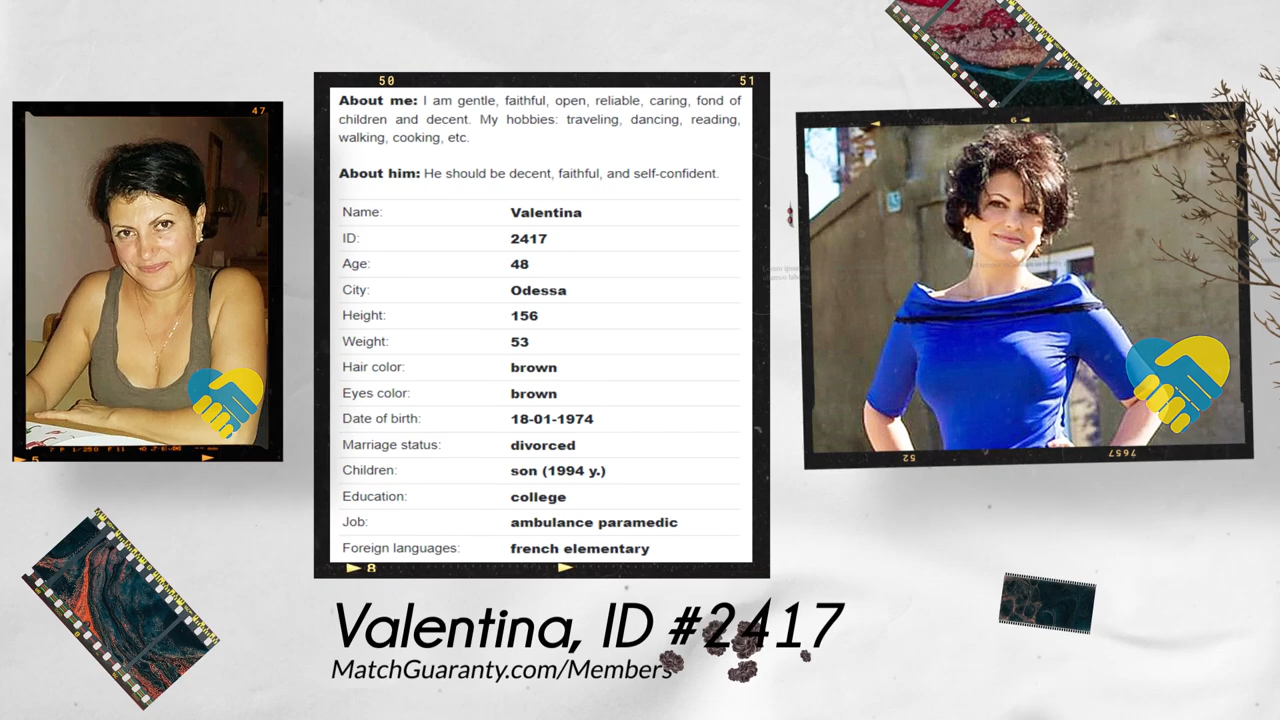 47
50 51
About me: I am gentle, faithful, open, reliable, caring, fond of
children and decent. My hobbies: traveling, dancing, reading,
walking, cooking, etc.
About him: He should be decent, faithful, and self-confident.
Name: Valentina
ID: 2417
Age: 48
City: Odessa
Height: 156
Weight: 53
Hair color: brown
Eyes color: brown
Date of birth: 18-01-1974
Marriage status: divorced
Children: son (1994 y.)
Education: college
Job: ambulance paramedic
Foreign languages: french elementary
8
6
52 7657
5
Valentina, ID #2417
MatchGuaranty.com/Members